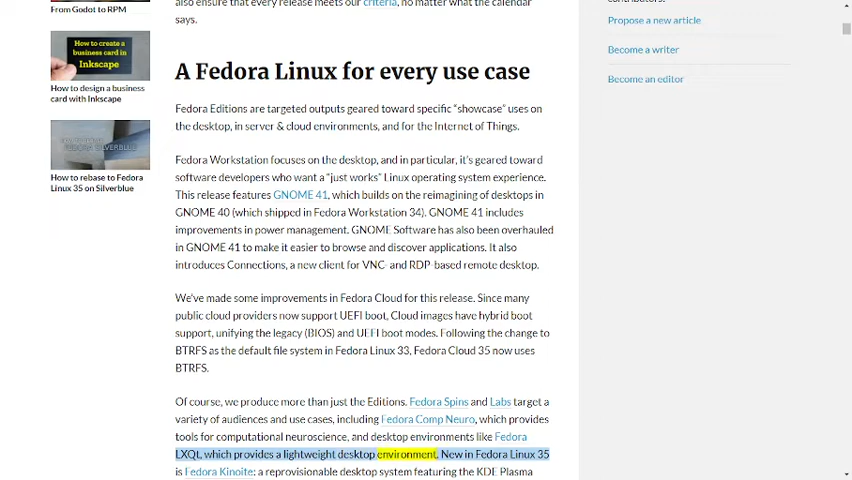 From Godot to RPM
How to create a
business card in
Inkscape
How to design a business
card with Inkscape
FEDORA SILVERBLUE
How to rebase to Fedora
Linux 35 on Silverblue
also ensure that every release meets our criteria, no matter what the calendar
says.
A Fedora Linux for every use case
Fedora Editions are targeted outputs geared toward specific “showcase” uses on
the desktop, in server & cloud environments, and for the Internet of Things.
Fedora Workstation focuses on the desktop, and in particular, it’s geared toward
software developers who want a “just works” Linux operating system experience.
This release features GNOME 41, which builds on the reimagining of desktops in
GNOME 40 (which shipped in Fedora Workstation 34). GNOME 41 includes
improvements in power management. GNOME Software has also been overhauled
in GNOME 41 to make it easier to browse and discover applications. It also
introduces Connections, a new client for VNC- and RDP-based remote desktop.
We’ve made some improvements in Fedora Cloud for this release. Since many
public cloud providers now support UEFI boot, Cloud images have hybrid boot
support, unifying the legacy (BIOS) and UEFI boot modes. Following the change to
BTRFS as the default file system in Fedora Linux 33, Fedora Cloud 35 now uses
BTRFS.
Of course, we produce more than just the Editions. Fedora Spins and Labs target a
variety of audiences and use cases, including Fedora Comp Neuro, which provides
tools for computational neuroscience, and desktop environments like Fedora
LXQt, which provides a lightweight desktop environment. New in Fedora Linux 35
is Fedora Kinoite: a reprovisionable desktop system featuring the KDE Plasma
Propose a new article
Become a writer
Become an editor